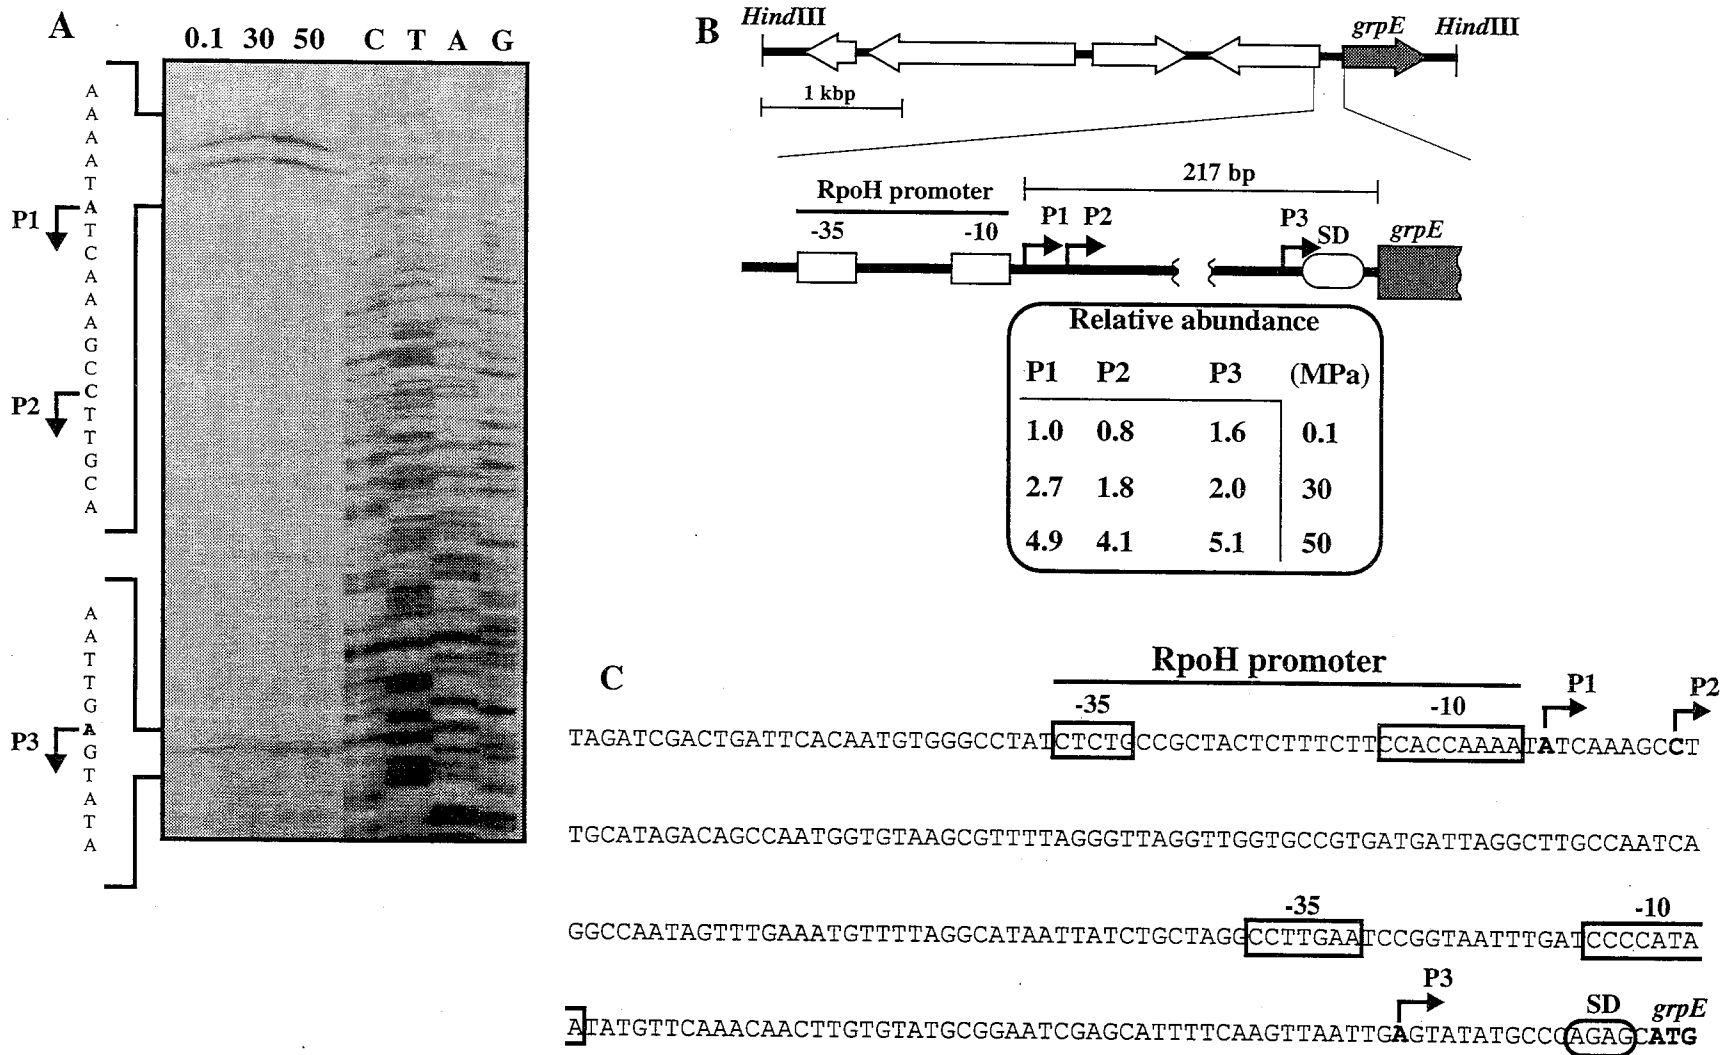 A
0.1 30 50 C T A G
A
A
A
A
T
P1 A
T
C
A
A
A
G
C
P2 C
T
T
G
C
A
A
A
T
T
G
P3 A
G
T
A
T
A
B
HindIII grpE HindIII
1 kbp
217 bp
RpoH promoter
-35 -10 P1 P2 P3 SD grpE
Relative abundance
P1 P2 P3 (MPa)
1.0 0.8 1.6 0.1
2.7 1.8 2.0 30
4.9 4.1 5.1 50
C
RpoH promoter
-35 -10 P1 P2
TAGATCGACTGATTCACAATGTGGGCCTATCTCTGCCGCTACTCTTTCTTCCACCAAAATATCAAAGCCT
TGCATAGACAGCCAATGGTGTAAGCGTTTTAGGGTTAGGTTGGTGCCGTGATGATTAGGCTTGCCAATCA
-35 -10
GGCCAATAGTTTGAAATGTTTTAGGCATAATTATCTGCTAGGCCTTGAATCCGGTAATTTGATCCCCATA
P3 SD grpE
ATATGTTCAAACAACTTGTGTATGCGGAATCGAGCATTTTCAAGTTAATTGAGTATATGCCCAGAGCATG